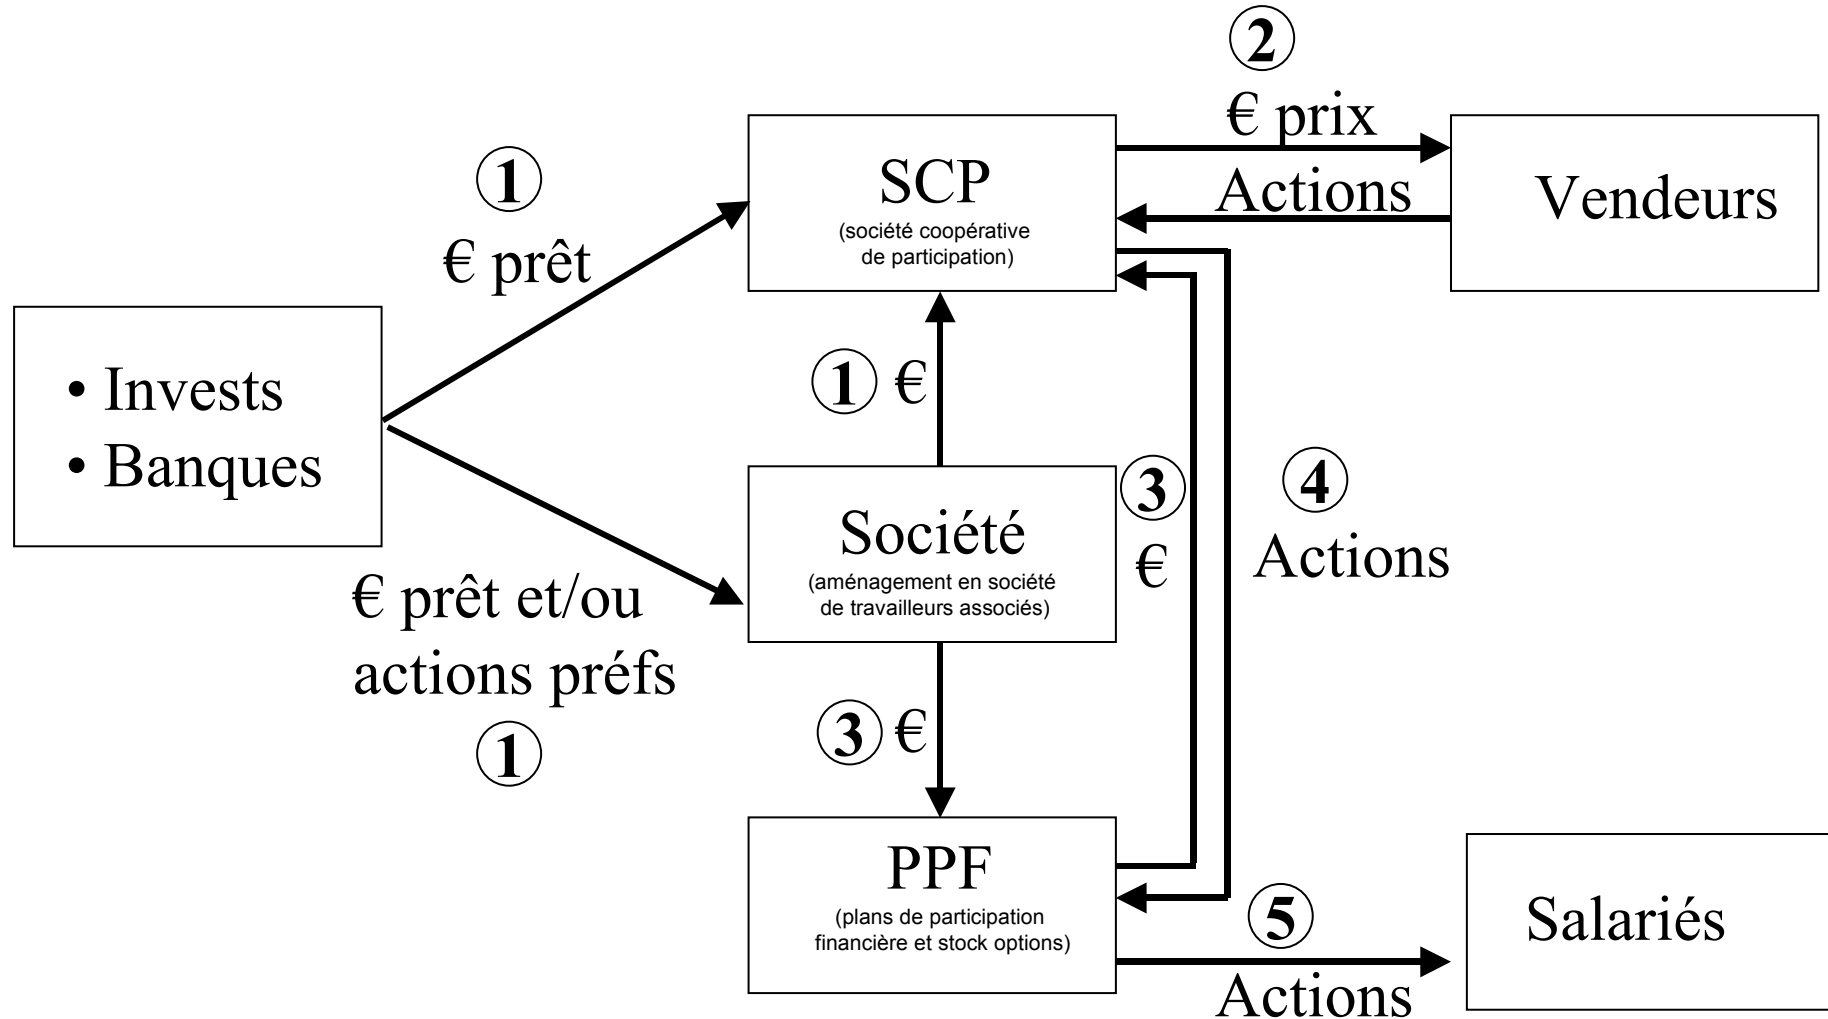 2
€ prix
SCP
(société coopérative
de participation)
Actions
Vendeurs
1
€ prêt
• Invests
• Banques
1 €
Société
(aménagement en société
de travailleurs associés)
3
€
4
Actions
€ prêt et/ou
actions préfs
1
3 €
PPF
(plans de participation
financière et stock options)
5
Actions
Salariés